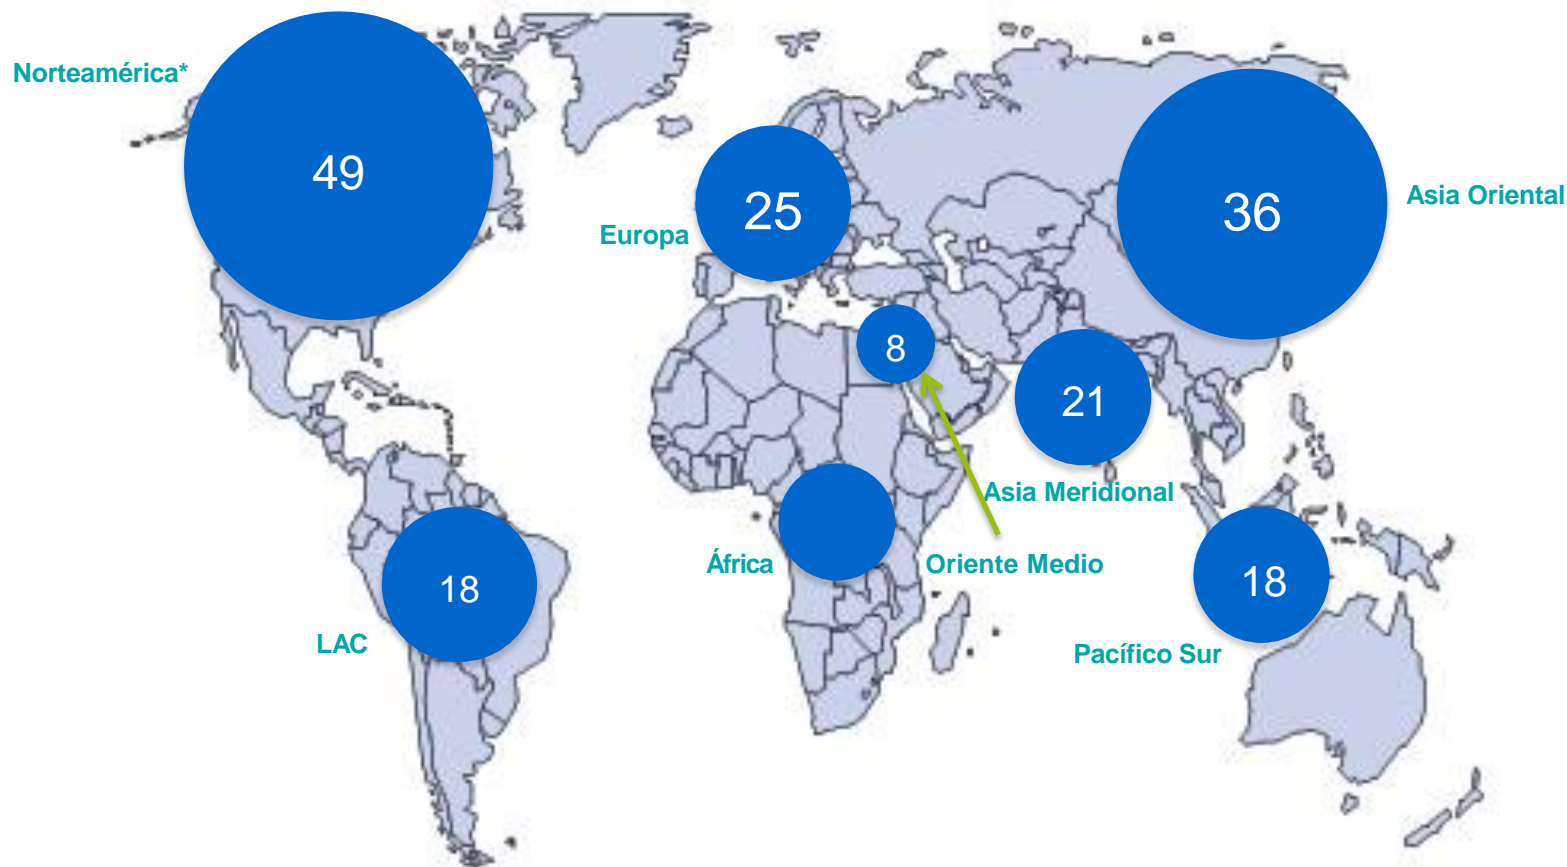 Norteamérica*
49
Europa
25
36
Asia Oriental
8
21
Asia Meridional
África
Oriente Medio
18
LAC
18
Pacífico Sur